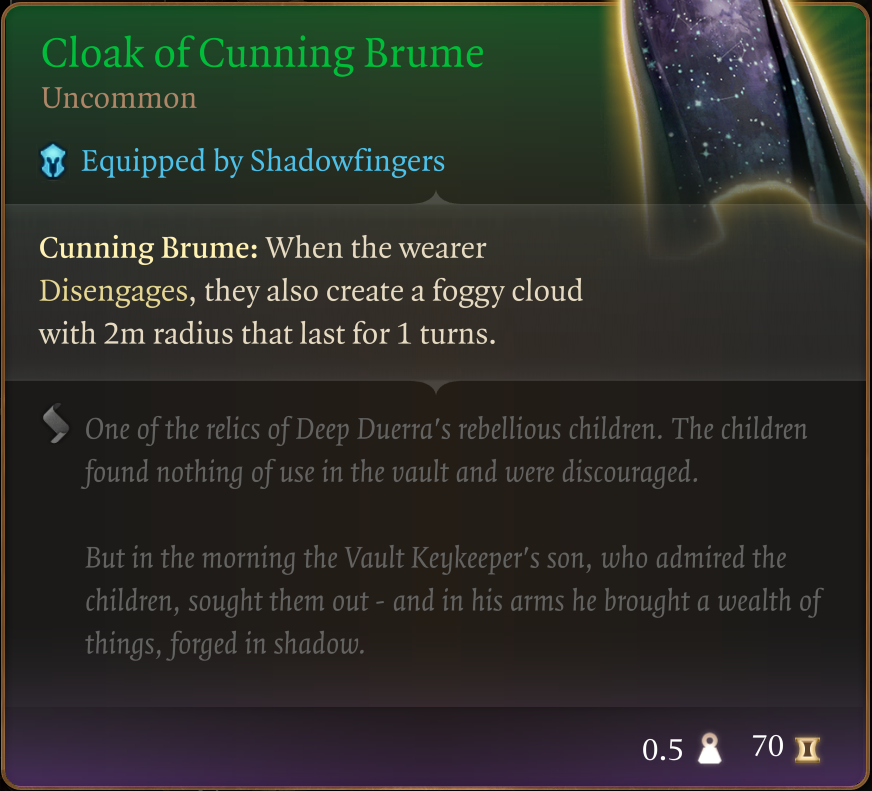 Cloak of Cunning Brume
Uncommon
Equipped by Shadowfingers
Cunning Brume: When the wearer
Disengages, they also create a foggy cloud
with 2m radius that last for 1 turns.
One of the relics of Deep Duerra's rebellious children. The children
found nothing of use in the vault and were discouraged.
But in the morning the Vault Keykeeper's son, who admired the
children, sought them out - and in his arms he brought a wealth of
things, forged in shadow.
0.5 70